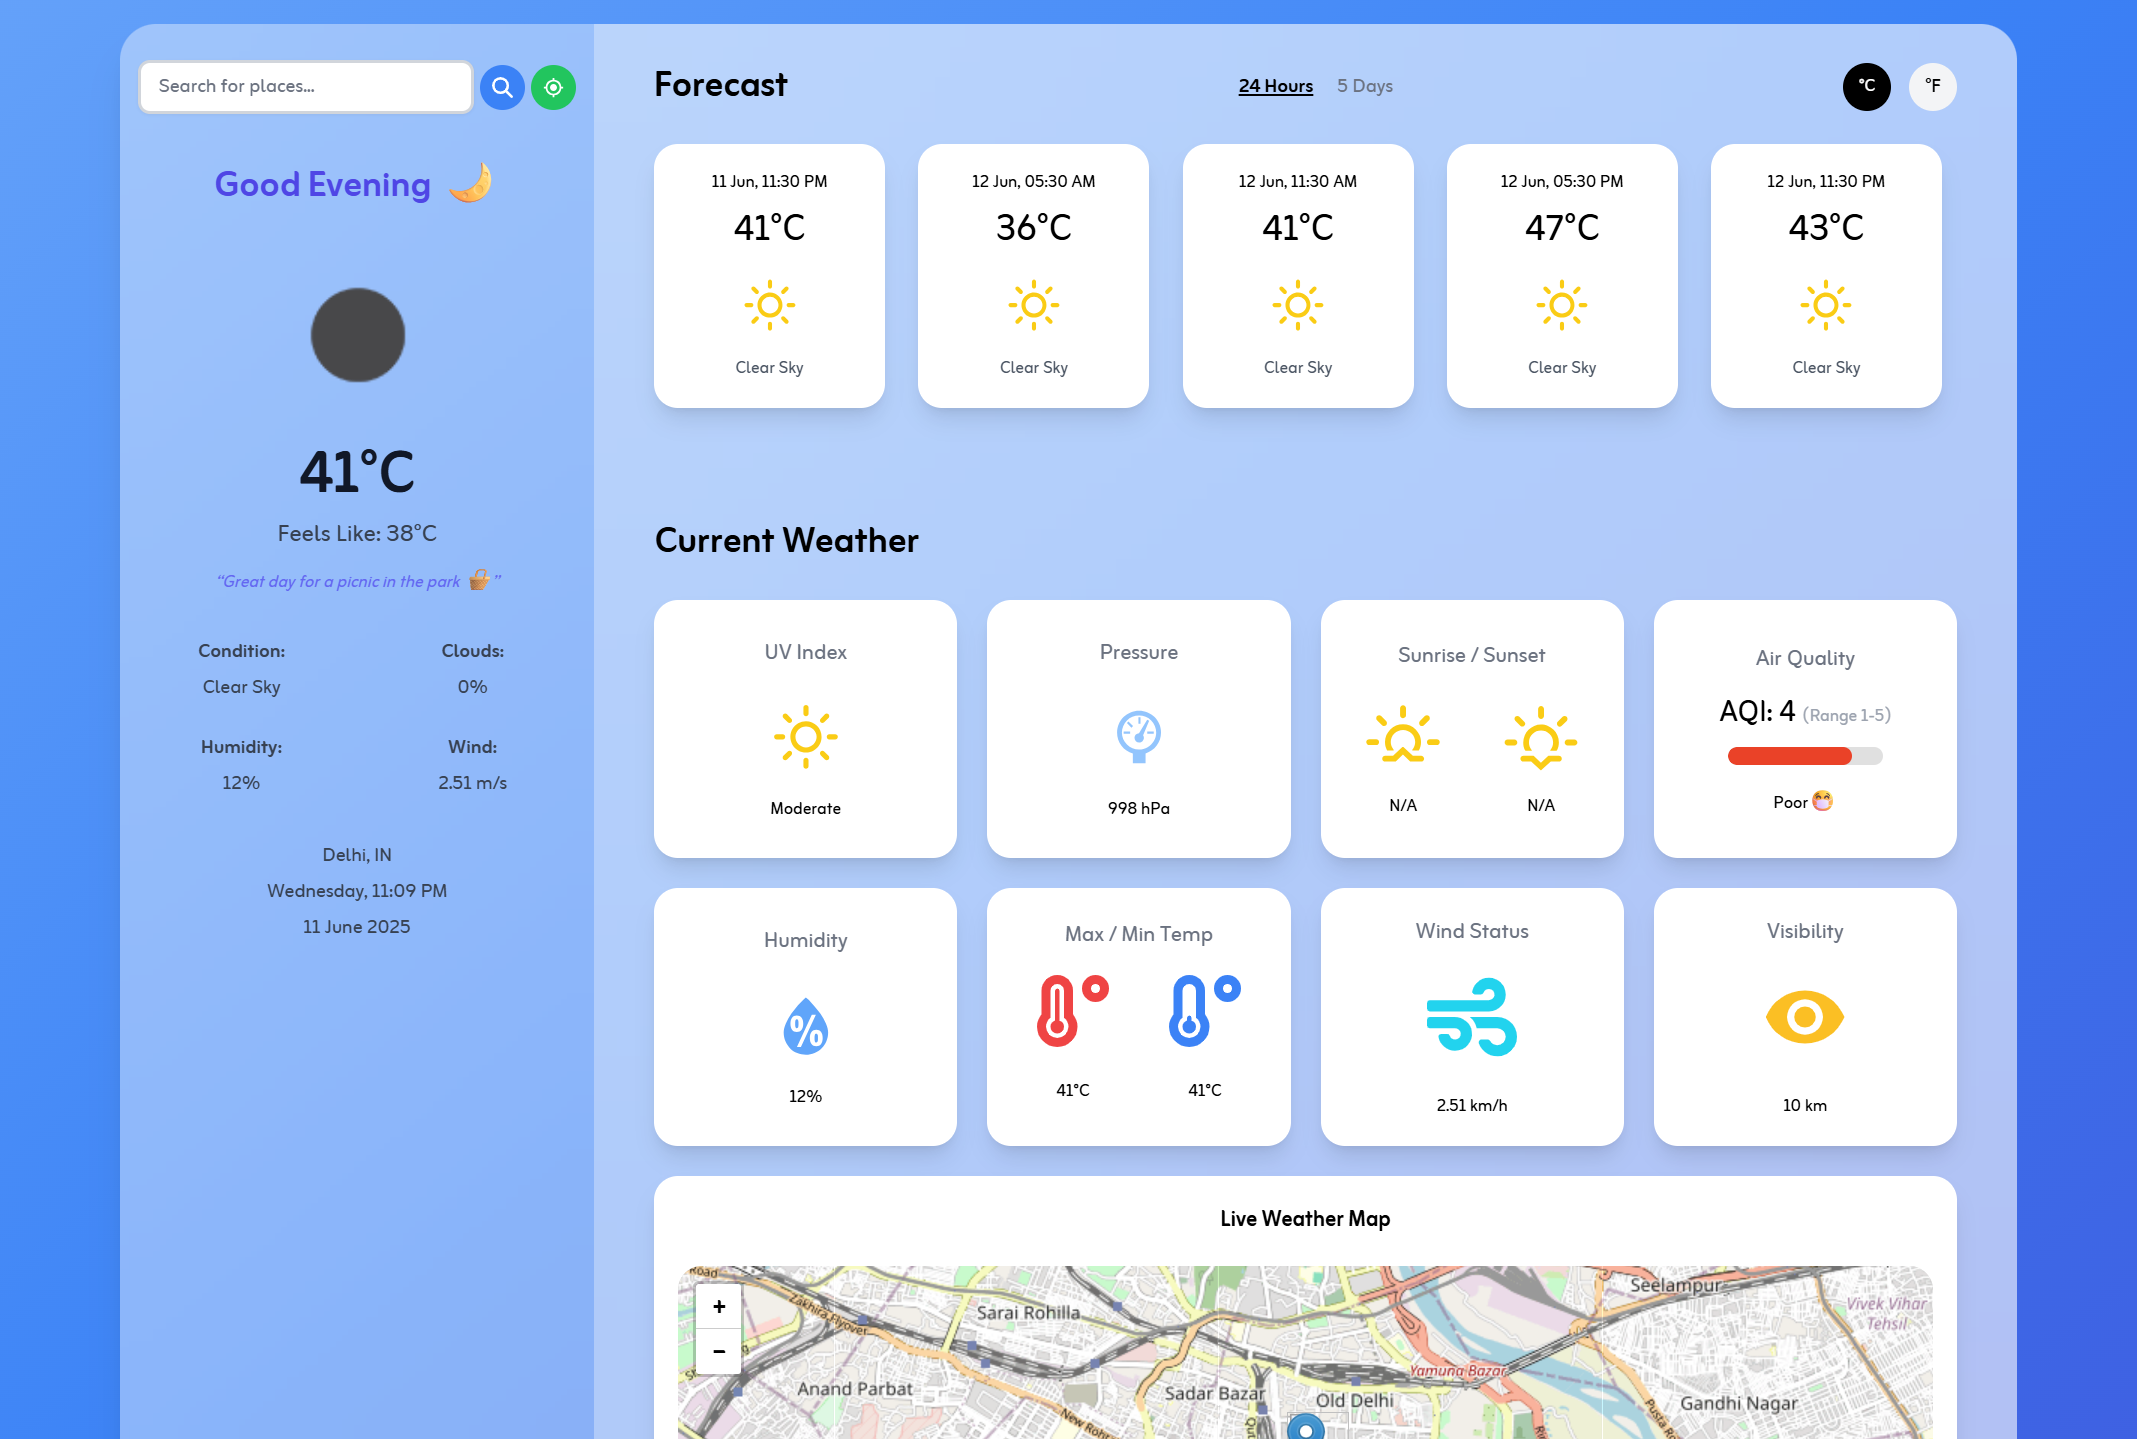 Search for places...
Good Evening 🌙
41°C
Feels Like: 38°C
“Great day for a picnic in the park 🧺”
Condition:
Clear Sky
Clouds:
0%
Humidity:
12%
Wind:
2.51 m/s
Delhi, IN
Wednesday, 11:09 PM
11 June 2025
Forecast
24 Hours
5 Days
°C
°F
11 Jun, 11:30 PM
41°C
Clear Sky
12 Jun, 05:30 AM
36°C
Clear Sky
12 Jun, 11:30 AM
41°C
Clear Sky
12 Jun, 05:30 PM
47°C
Clear Sky
12 Jun, 11:30 PM
43°C
Clear Sky
Current Weather
UV Index
Moderate
Pressure
998 hPa
Sunrise / Sunset
N/A
N/A
Air Quality
AQI: 4 (Range 1-5)
Poor 😷
Humidity
%
12%
Max / Min Temp
41°C
41°C
Wind Status
2.51 km/h
Visibility
10 km
Live Weather Map
+
−
Road
Zakhira Flyover
Sarai Rohilla
Seelampur
Vivek Vihar
Tehsil
Anand Parbat
Sadar Bazar
Yamuna Bazar
Old Delhi
Gandhi Nagar